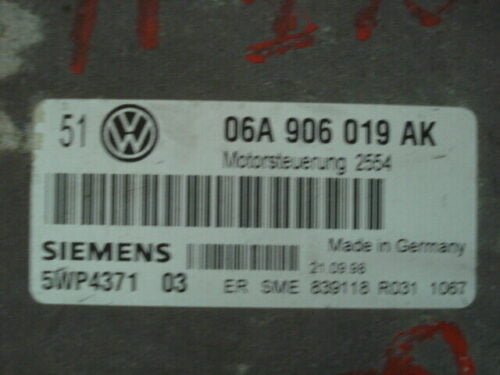 51 VW 06A 906 019 AK
Motorsteuerung 2554
SIEMENS Made in Germany
21.09.98
5WP4371 03 ER SME 839118 R031 1067